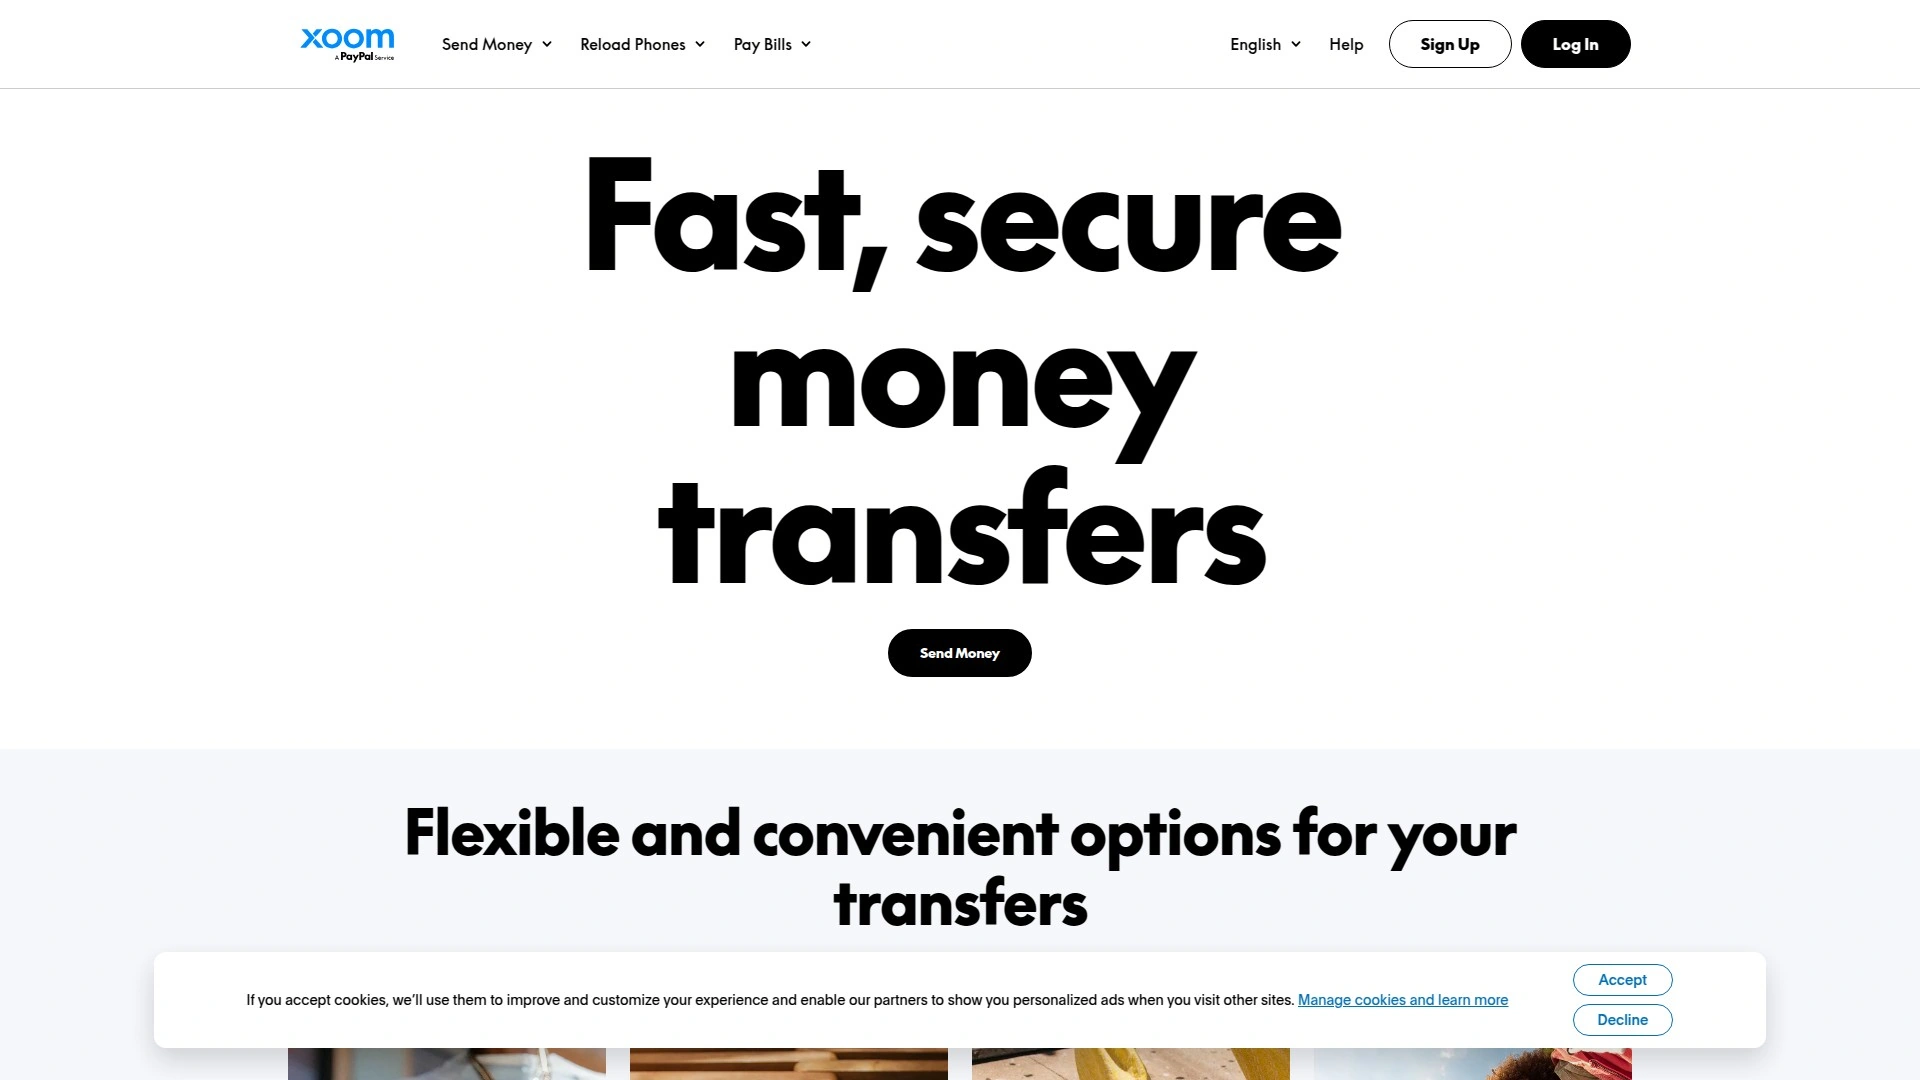 xoom
A PayPal Service
Send Money
Reload Phones
Pay Bills
English
Help
Sign Up
Log In
Fast, secure
money
transfers
Send Money
Flexible and convenient options for your
transfers
If you accept cookies, we’ll use them to improve and customize your experience and enable our partners to show you personalized ads when you visit other sites. Manage cookies and learn more
Accept
Decline